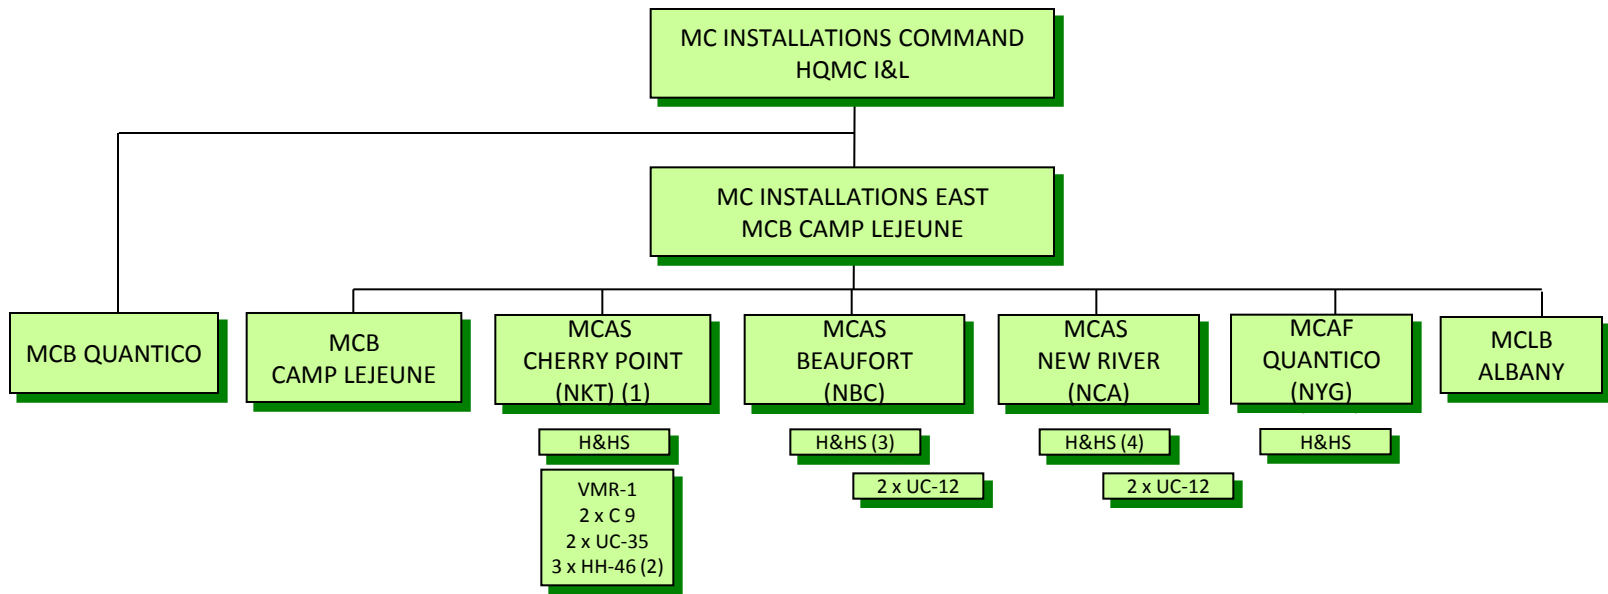 MC INSTALLATIONS COMMAND
HQMC I&L
MC INSTALLATIONS EAST
MCB CAMP LEJEUNE
MCB QUANTICO
MCB
CAMP LEJEUNE
MCAS
CHERRY POINT
(NKT) (1)
MCAS
BEAUFORT
(NBC)
MCAS
NEW RIVER
(NCA)
MCAF
QUANTICO
(NYG)
MCLB
ALBANY
H&HS
H&HS (3)
H&HS (4)
H&HS
VMR-1
2 x C 9
2 x UC-35
3 x HH-46 (2)
2 x UC-12
2 x UC-12